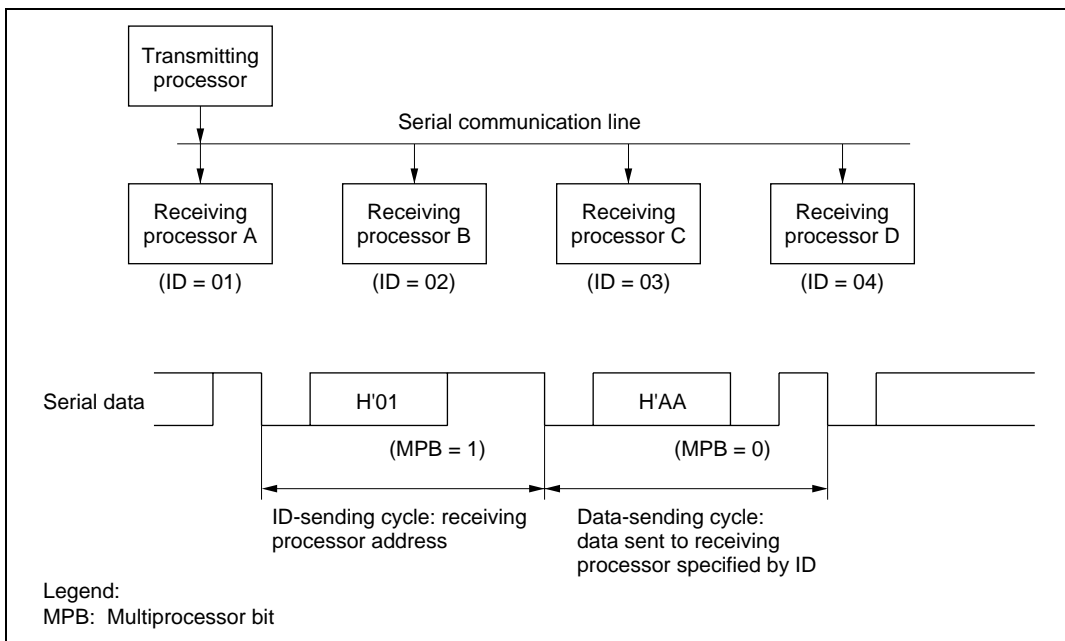 Transmitting
processor
Serial communication line
Receiving
processor A
Receiving
processor B
Receiving
processor C
Receiving
processor D
(ID = 01)
(ID = 02)
(ID = 03)
(ID = 04)
Serial data
H'01
H'AA
(MPB = 1)
(MPB = 0)
ID-sending cycle: receiving
processor address
Data-sending cycle:
data sent to receiving
processor specified by ID
Legend:
MPB: Multiprocessor bit